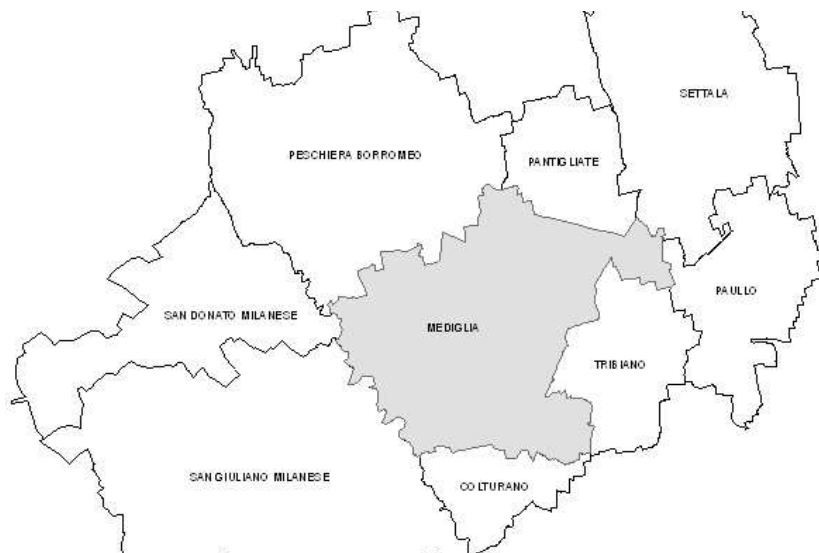 SETTALA
PESCHIERA BORROMEO
PANTIGLIATE
PAULLO
SAN DONATO MILANESE
MEDIGLIA
TRIBIANO
SAN GIULIANO MILANESE
COLTURANO